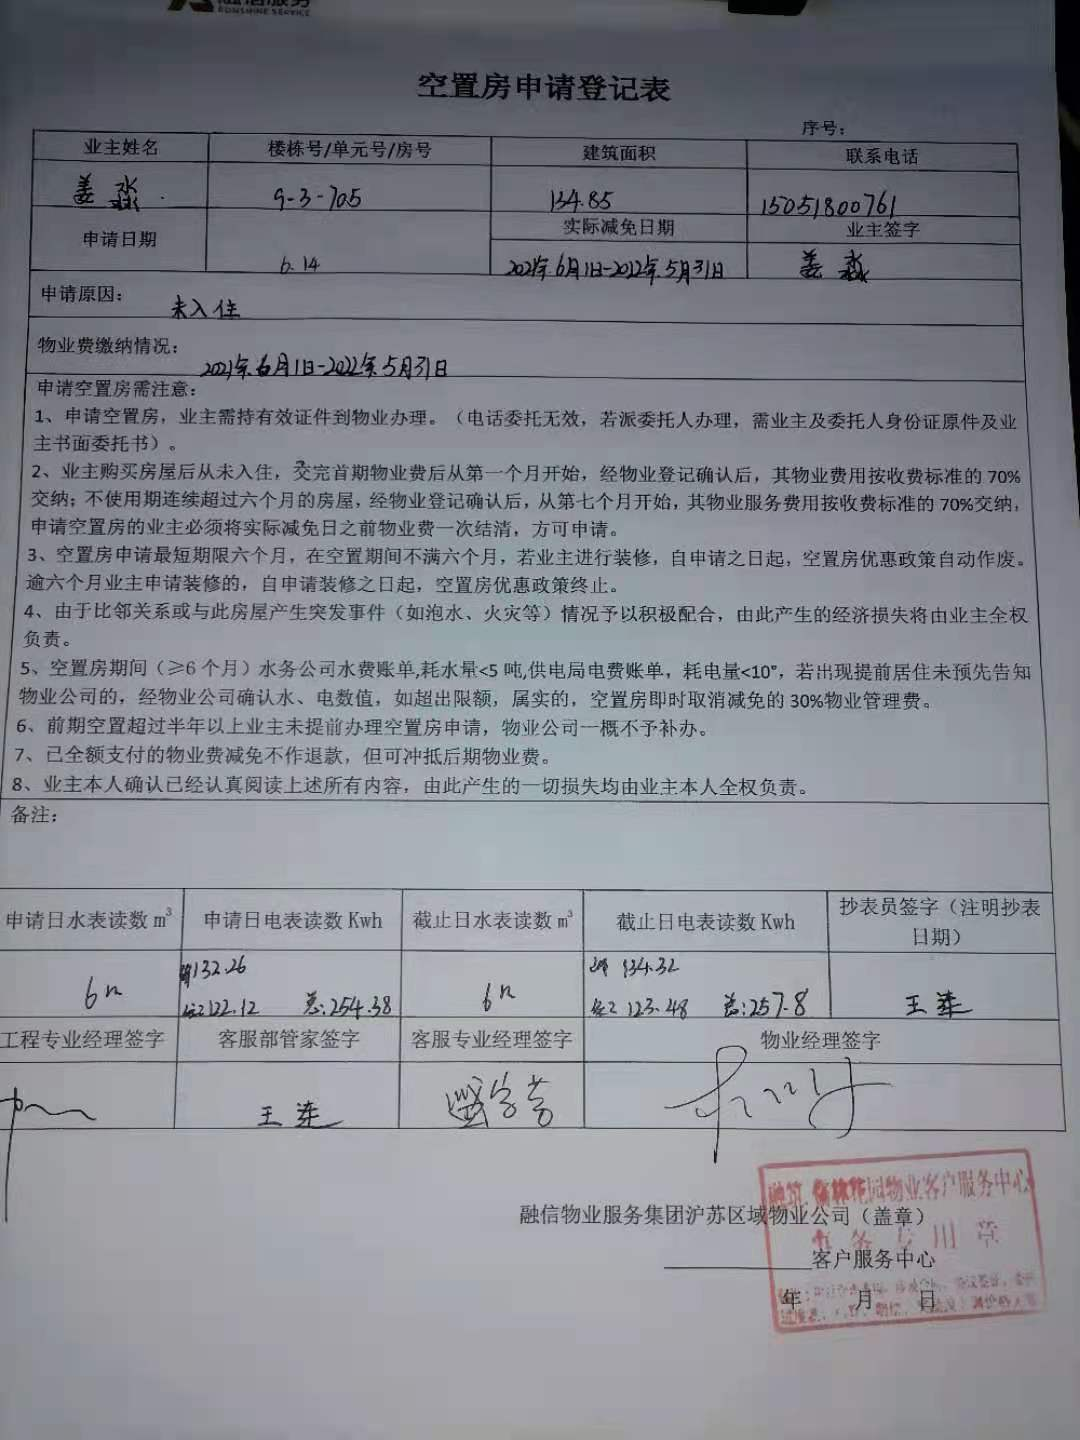 RONSHINE SERVICE
空置房申请登记表
序号：
业主姓名 楼栋号/单元号/房号 建筑面积 联系电话
姜淼 9-3-705 134.85 15051800761
申请日期 实际减免日期 业主签字
6.14 2021年6月1日-2022年5月31日 姜淼
申请原因：
未入住
物业费缴纳情况：
2021年6月1日-2022年5月31日
申请空置房需注意：
1、申请空置房，业主需持有效证件到物业办理。（电话委托无效，若派委托人办理，需业主及委托人身份证原件及业
主书面委托书）。
2、业主购买房屋后从未入住，交完首期物业费后从第一个月开始，经物业登记确认后，其物业费用按收费标准的 70%
交纳；不使用期连续超过六个月的房屋，经物业登记确认后，从第七个月开始，其物业服务费用按收费标准的 70%交纳，
申请空置房的业主必须将实际减免日之前物业费一次结清，方可申请。
3、空置房申请最短期限六个月，在空置期间不满六个月，若业主进行装修，自申请之日起，空置房优惠政策自动作废。
逾六个月业主申请装修的，自申请装修之日起，空置房优惠政策终止。
4、由于比邻关系或与此房屋产生突发事件（如泡水、火灾等）情况予以积极配合，由此产生的经济损失将由业主全权
负责。
5、空置房期间（≥6 个月）水务公司水费账单,耗水量<5 吨,供电局电费账单，耗电量<10°，若出现提前居住未预先告知
物业公司的，经物业公司确认水、电数值，如超出限额，属实的，空置房即时取消减免的 30%物业管理费。
6、前期空置超过半年以上业主未提前办理空置房申请，物业公司一概不予补办。
7、已全额支付的物业费减免不作退款，但可冲抵后期物业费。
8、业主本人确认已经认真阅读上述所有内容，由此产生的一切损失均由业主本人全权负责。
备注：
申请日水表读数 m³ 申请日电表读数 Kwh 截止日水表读数 m³ 截止日电表读数 Kwh 抄表员签字（注明抄表
日期）
132.26 134.32
122.12 总:254.38 123.48 总:257.8 王莲
工程专业经理签字 客服部管家签字 客服专业经理签字 物业经理签字
王莲
园物业客户服务中心
融信物业服务集团沪苏区域物业公司（盖章）
业务专用章
客户服务中心
年 月 日